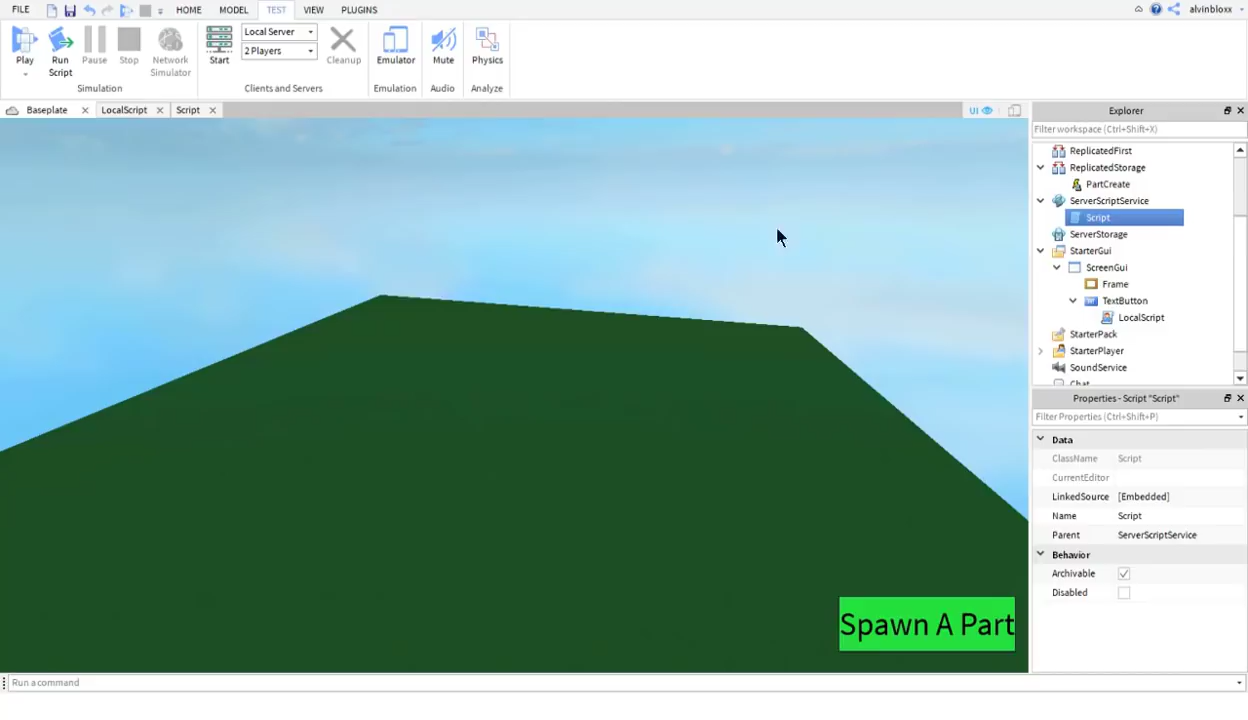 FILE HOME MODEL TEST VIEW PLUGINS alvinbloxx
Play Run Script Pause Stop Network Simulator Start Local Server 2 Players Cleanup Emulator Mute Physics
Simulation Clients and Servers Emulation Audio Analyze
Baseplate LocalScript Script UI
Explorer
Filter workspace (Ctrl+Shift+X)
ReplicatedFirst
ReplicatedStorage
PartCreate
ServerScriptService
Script
ServerStorage
StarterGui
ScreenGui
Frame
TextButton
LocalScript
StarterPack
StarterPlayer
SoundService
Chat
Properties - Script "Script"
Filter Properties (Ctrl+Shift+P)
Data
ClassName Script
CurrentEditor
LinkedSource [Embedded]
Name Script
Parent ServerScriptService
Behavior
Archivable
Disabled
Spawn A Part
Run a command